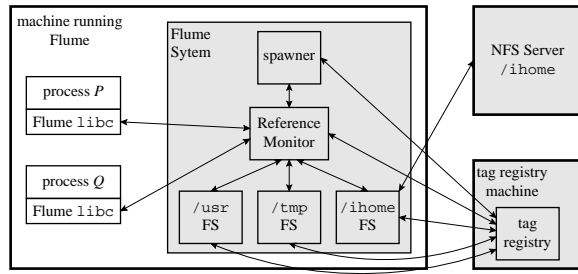 machine running
Flume
process P
Flume libc
process Q
Flume libc
Flume
Sytem
spawner
Reference
Monitor
/usr
FS
/tmp
FS
/ihome
FS
NFS Server
/ihome
tag registry
machine
tag
registry